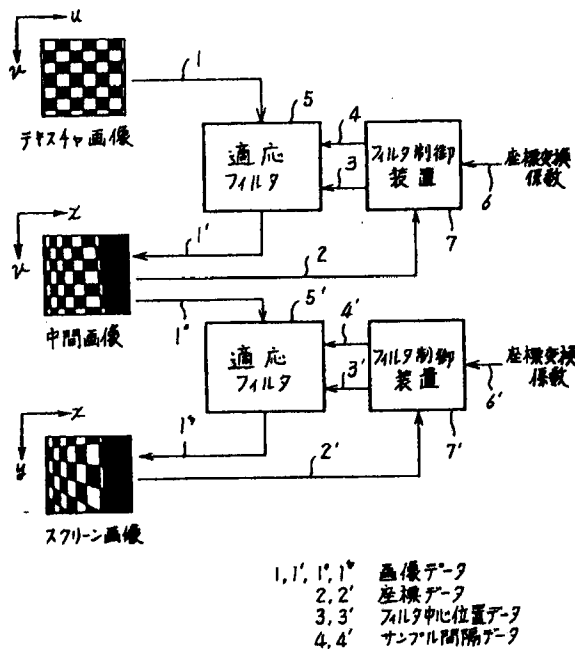 u
v
1
テキスチャ画像
5
適応
フィルタ
4
3
フィルタ制御
装置
座標変換
係数
6
7
1'
x
v
2
中間画像
1"
5'
適応
フィルタ
4'
3'
フィルタ制御
装置
座標変換
係数
6'
7'
x
y
2'
スクリーン画像
1, 1', 1", 画像データ
2, 2' 座標データ
3, 3' フィルタ中心位置データ
4, 4' サンプル間隔データ